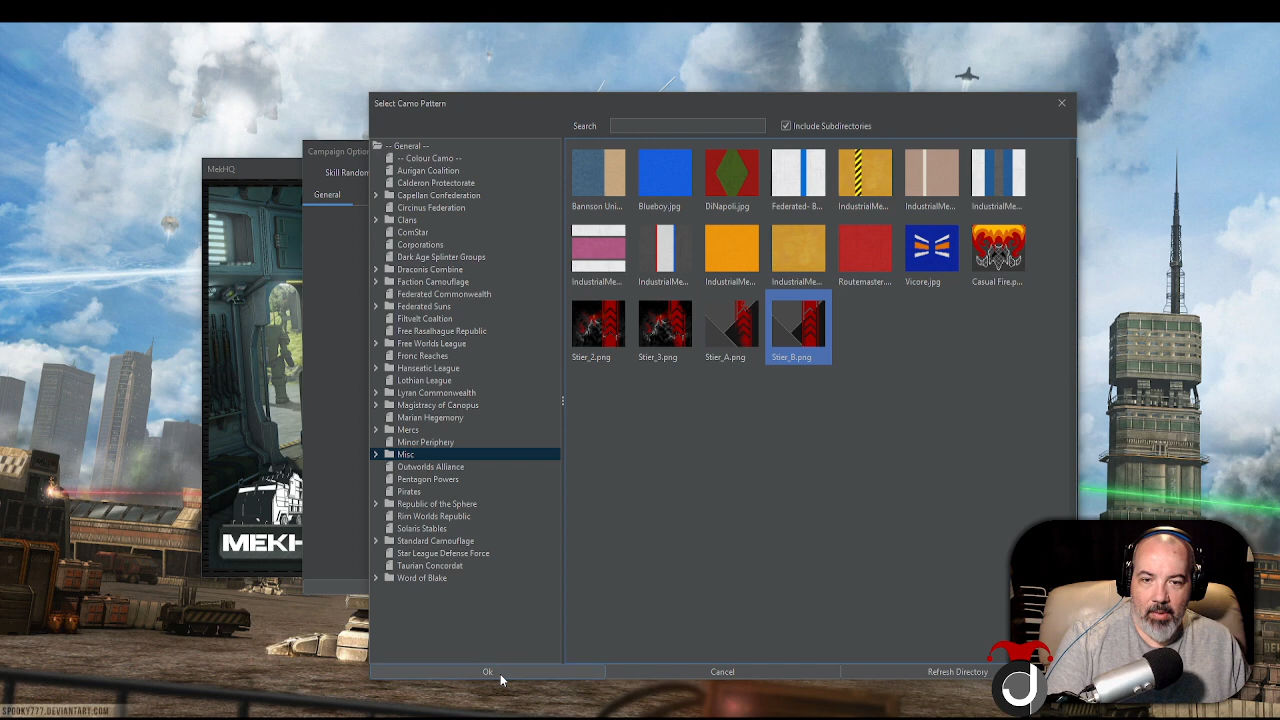 Select Camo Pattern
Search
Include Subdirectories
Campaign Option
MekHQ
Skill Random
General
-- General --
-- Colour Camo --
Aurigan Coalition
Calderon Protectorate
Capellan Confederation
Circinus Federation
Clans
ComStar
Corporations
Dark Age Splinter Groups
Draconis Combine
Faction Camouflage
Federated Commonwealth
Federated Suns
Filtvelt Coaltion
Free Rasalhague Republic
Free Worlds League
Fronc Reaches
Hanseatic League
Lothian League
Lyran Commonwealth
Magistracy of Canopus
Marian Hegemony
Mercs
Minor Periphery
Misc
Outworlds Alliance
Pentagon Powers
Pirates
Republic of the Sphere
Rim Worlds Republic
Solaris Stables
Standard Camouflage
Star League Defense Force
Taurian Concordat
Word of Blake
Bannson Uni... Blueboy.jpg DiNapoli.jpg Federated- B... IndustrialMe... IndustrialMe... IndustrialMe...
IndustrialMe... IndustrialMe... IndustrialMe... IndustrialMe... Routemaster.... Vicore.jpg Casual Fire.p...
Stier_2.png Stier_3.png Stier_A.png Stier_B.png
MEKH
Ok Cancel Refresh Directory
SPOOKY777.DEVIANTART.COM